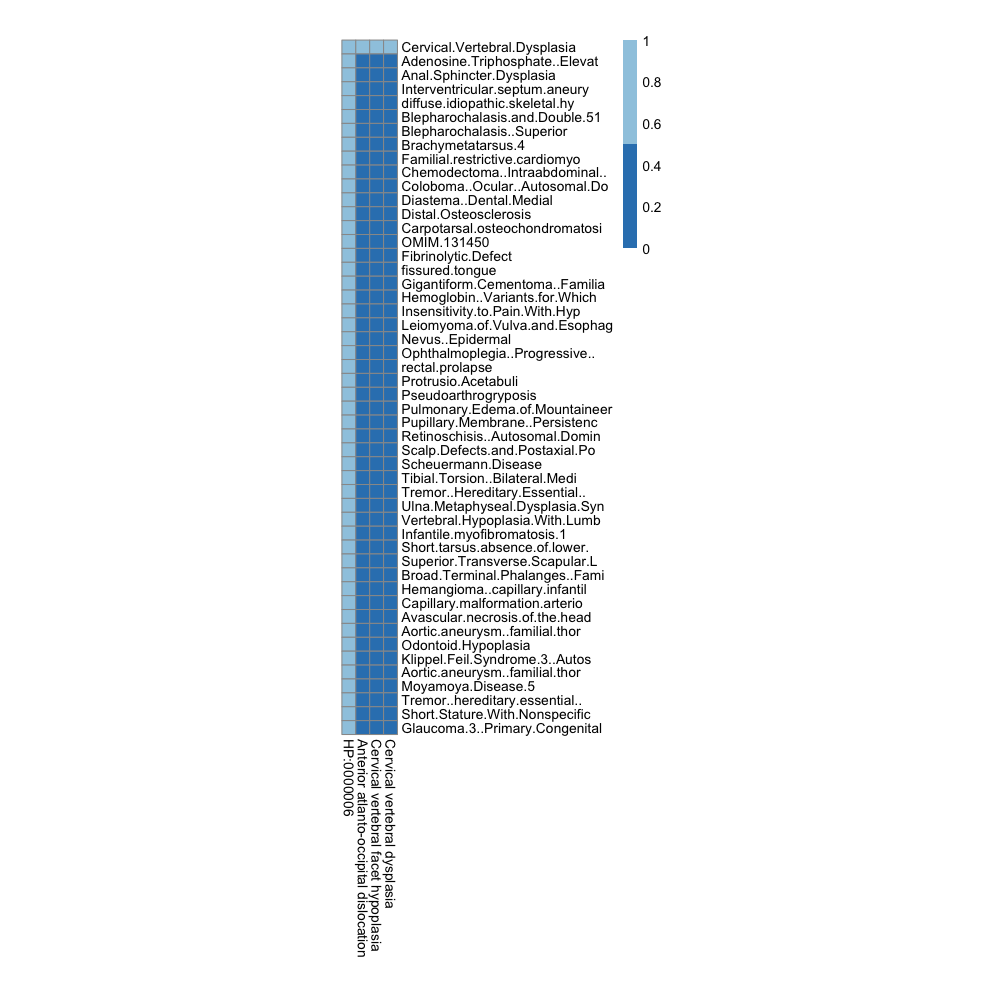 Cervical.Vertebral.Dysplasia
Adenosine.Triphosphate..Elevat
Anal.Sphincter.Dysplasia
Interventricular.septum.aneury
diffuse.idiopathic.skeletal.hy
Blepharochalasis.and.Double.51
Blepharochalasis..Superior
Brachymetatarsus.4
Familial.restrictive.cardiomyo
Chemodectoma..Intraabdominal..
Coloboma..Ocular..Autosomal.Do
Diastema..Dental.Medial
Distal.Osteosclerosis
Carpotarsal.osteochondromatosi
OMIM.131450
Fibrinolytic.Defect
fissured.tongue
Gigantiform.Cementoma..Familia
Hemoglobin..Variants.for.Which
Insensitivity.to.Pain.With.Hyp
Leiomyoma.of.Vulva.and.Esophag
Nevus..Epidermal
Ophthalmoplegia..Progressive..
rectal.prolapse
Protrusio.Acetabuli
Pseudoarthrogryposis
Pulmonary.Edema.of.Mountaineer
Pupillary.Membrane..Persistenc
Retinoschisis..Autosomal.Domin
Scalp.Defects.and.Postaxial.Po
Scheuermann.Disease
Tibial.Torsion..Bilateral.Medi
Tremor..Hereditary.Essential..
Ulna.Metaphyseal.Dysplasia.Syn
Vertebral.Hypoplasia.With.Lumb
Infantile.myofibromatosis.1
Short.tarsus.absence.of.lower.
Superior.Transverse.Scapular.L
Broad.Terminal.Phalanges..Fami
Hemangioma..capillary.infantil
Capillary.malformation.arterio
Avascular.necrosis.of.the.head
Aortic.aneurysm..familial.thor
Odontoid.Hypoplasia
Klippel.Feil.Syndrome.3..Autos
Aortic.aneurysm..familial.thor
Moyamoya.Disease.5
Tremor..hereditary.essential..
Short.Stature.With.Nonspecific
Glaucoma.3..Primary.Congenital
1
0.8
0.6
0.4
0.2
0
HP:0000006
Anterior atlanto-occipital dislocation
Cervical vertebral facet hypoplasia
Cervical vertebral dysplasia